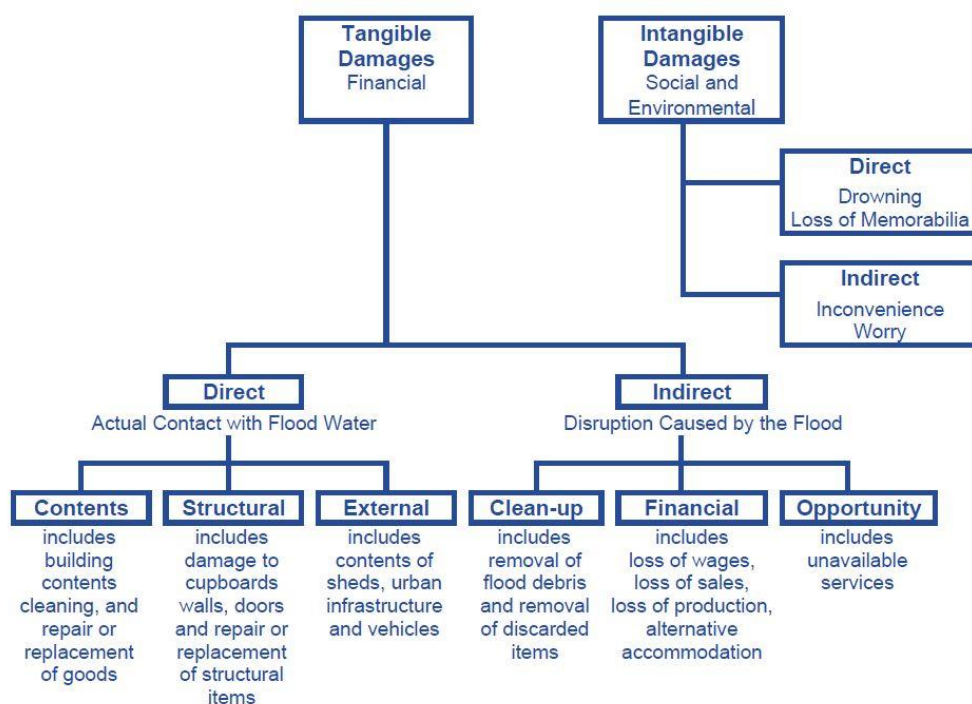 Tangible
Damages
Financial
Intangible
Damages
Social and
Environmental
Direct
Drowning
Loss of Memorabilia
Indirect
Inconvenience
Worry
Direct
Actual Contact with Flood Water
Indirect
Disruption Caused by the Flood
Contents
includes
building
contents
cleaning, and
repair or
replacement
of goods
Structural
includes
damage to
cupboards
walls, doors
and repair or
replacement
of structural
items
External
includes
contents of
sheds, urban
infrastructure
and vehicles
Clean-up
includes
removal of
flood debris
and removal
of discarded
items
Financial
includes
loss of wages,
loss of sales,
loss of production,
alternative
accommodation
Opportunity
includes
unavailable
services